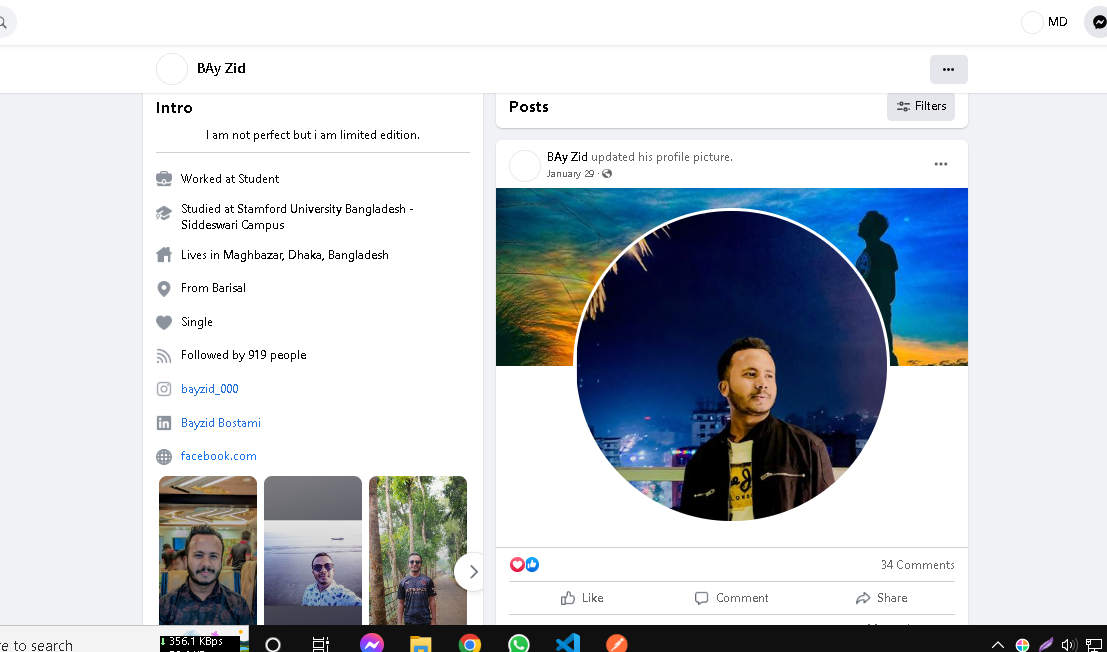 MD
BAy Zid
Intro
I am not perfect but i am limited edition.
Worked at Student
Studied at Stamford University Bangladesh -
Siddeswari Campus
Lives in Maghbazar, Dhaka, Bangladesh
From Barisal
Single
Followed by 919 people
bayzid_000
Bayzid Bostami
facebook.com
Posts
Filters
BAy Zid updated his profile picture.
January 29 ·
LONDON
34 Comments
Like
Comment
Share
re to search
356.1 KBps